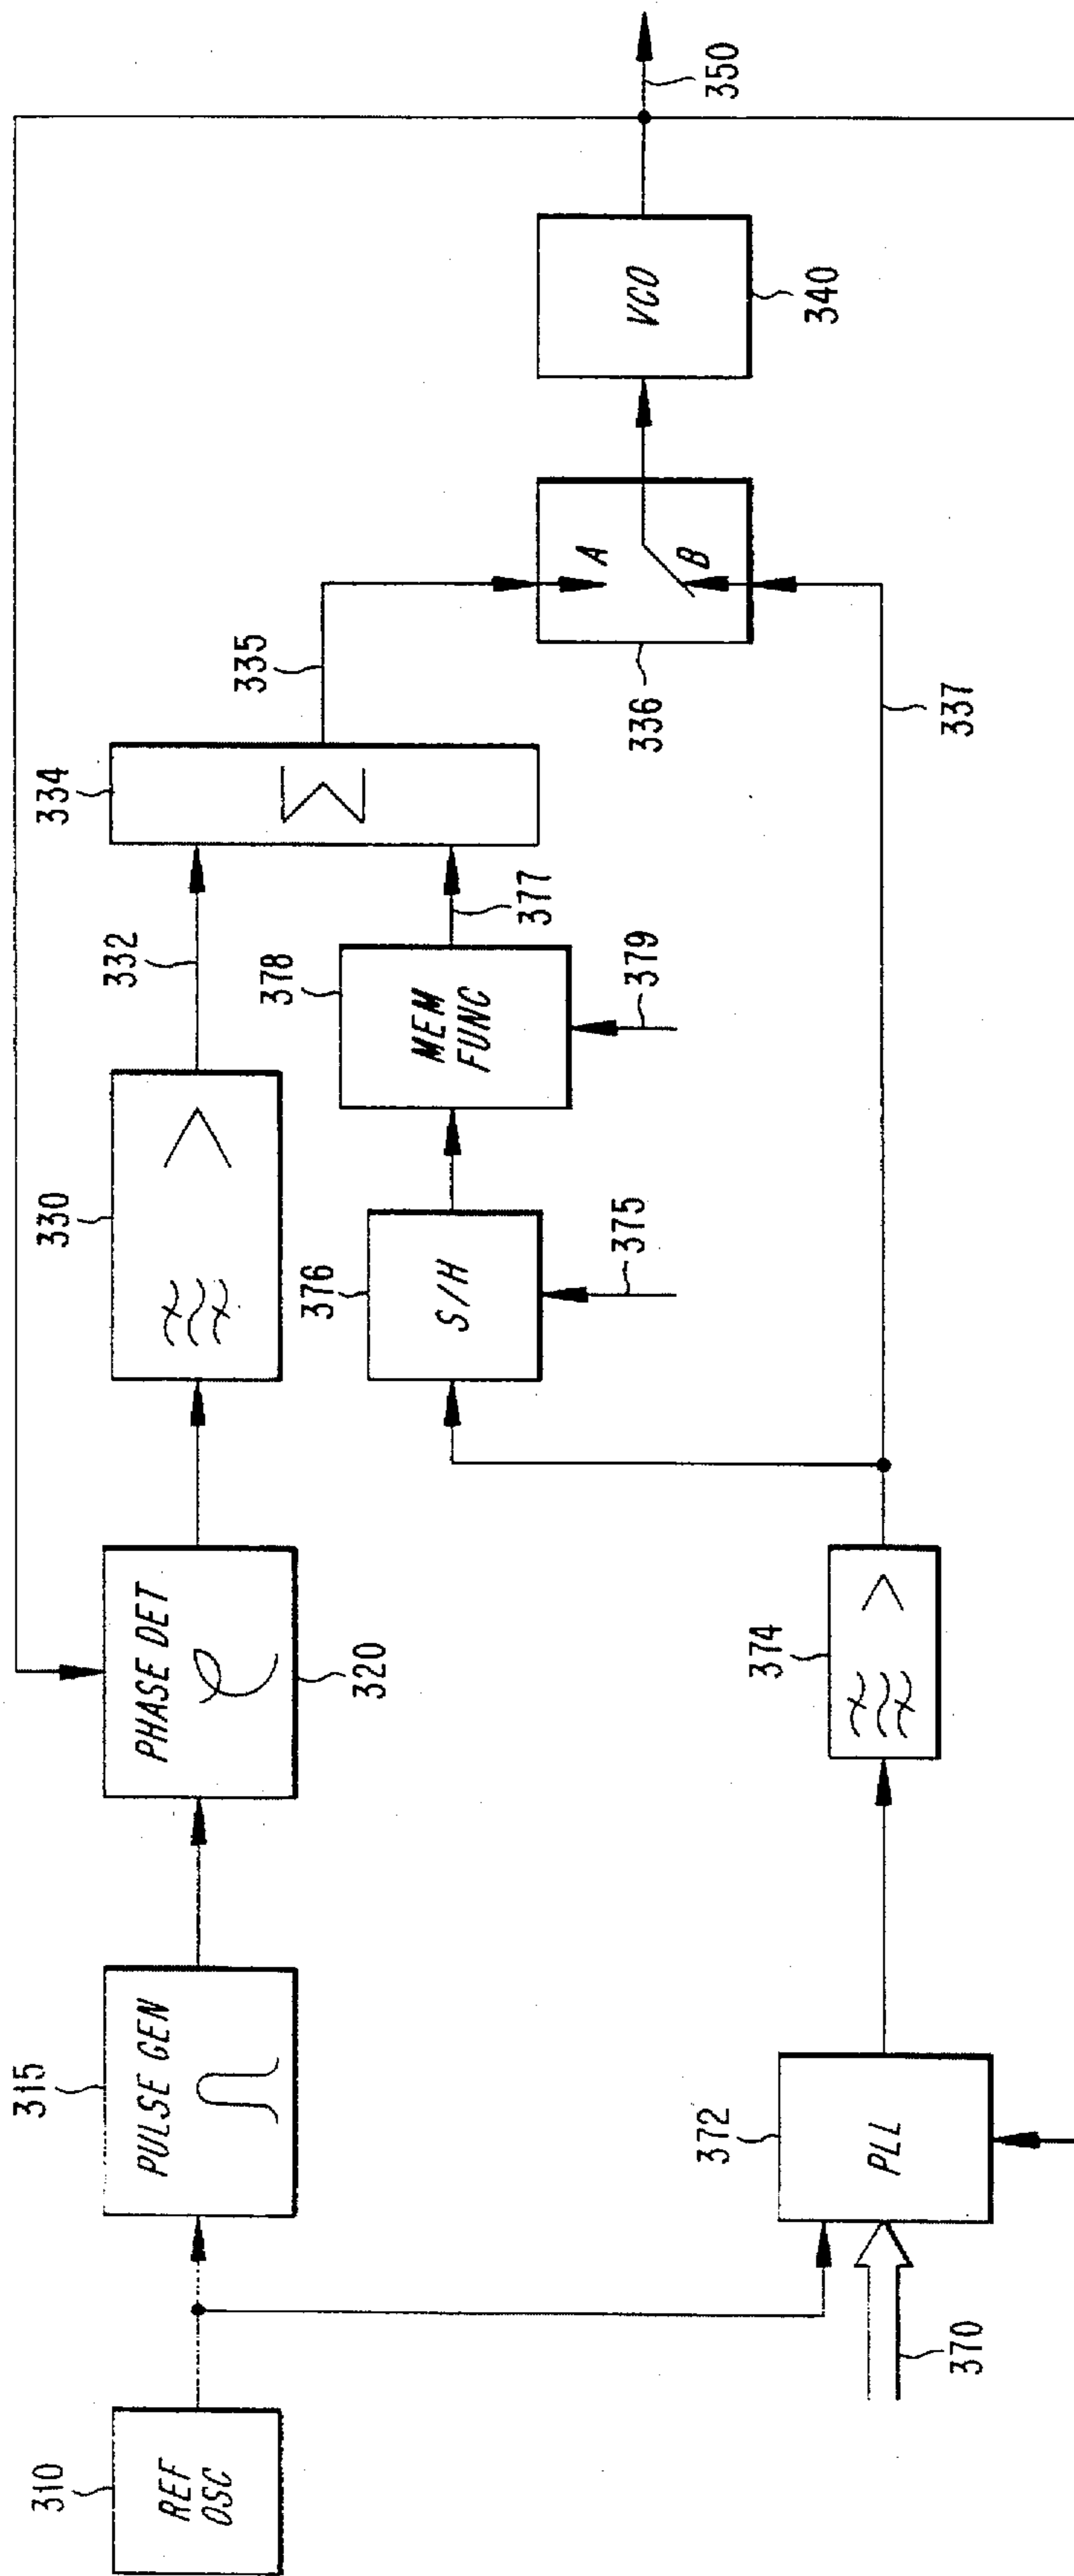 310
REF
OSC
315
PULSE GEN
PHASE DET
320
330
332
334
335
376
S/H
375
378
MEM
FUNC
377
379
336
A
B
337
VCO
340
350
370
372
PLL
374